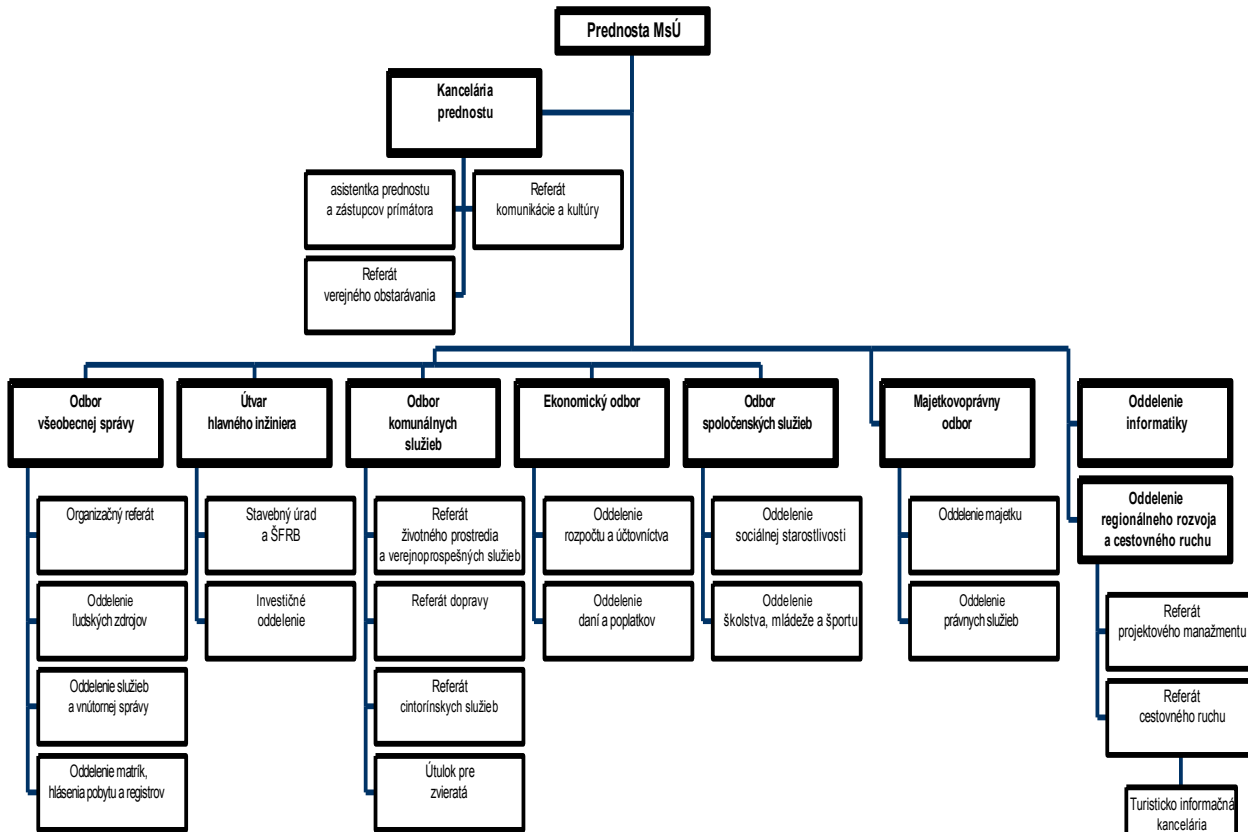 Prednosta MsÚ
Kancelária
prednostu
asistentka prednostu
a zástupcov prímátora
Referát
komunikácie a kultúry
Referát
verejného obstarávania
Odbor
všeobecnej správy
Útvar
hlavného inžiniera
Odbor
komunálnych
služieb
Ekonomický odbor
Odbor
spoločenských služieb
Majetkovoprávny
odbor
Oddelenie
informatiky
Organizačný referát
Oddelenie
ľudských zdrojov
Oddelenie služieb
a vnútornej správy
Oddelenie matrík,
hlásenia pobytu a registrov
Stavebný úrad
a ŠFRB
Investičné
oddelenie
Referát
životného prostredia
a verejnoprospešných služieb
Referát dopravy
Referát
cintorínskych služieb
Útulok pre
zvieratá
Oddelenie
rozpočtu a účtovníctva
Oddelenie
daní a poplatkov
Oddelenie
sociálnej starostlivosti
Oddelenie
školstva, mládeže a športu
Oddelenie majetku
Oddelenie
právnych služieb
Oddelenie
regionálneho rozvoja
a cestovného ruchu
Referát
projektového manažmentu
Referát
cestovného ruchu
Turisticko informačná
kancelária